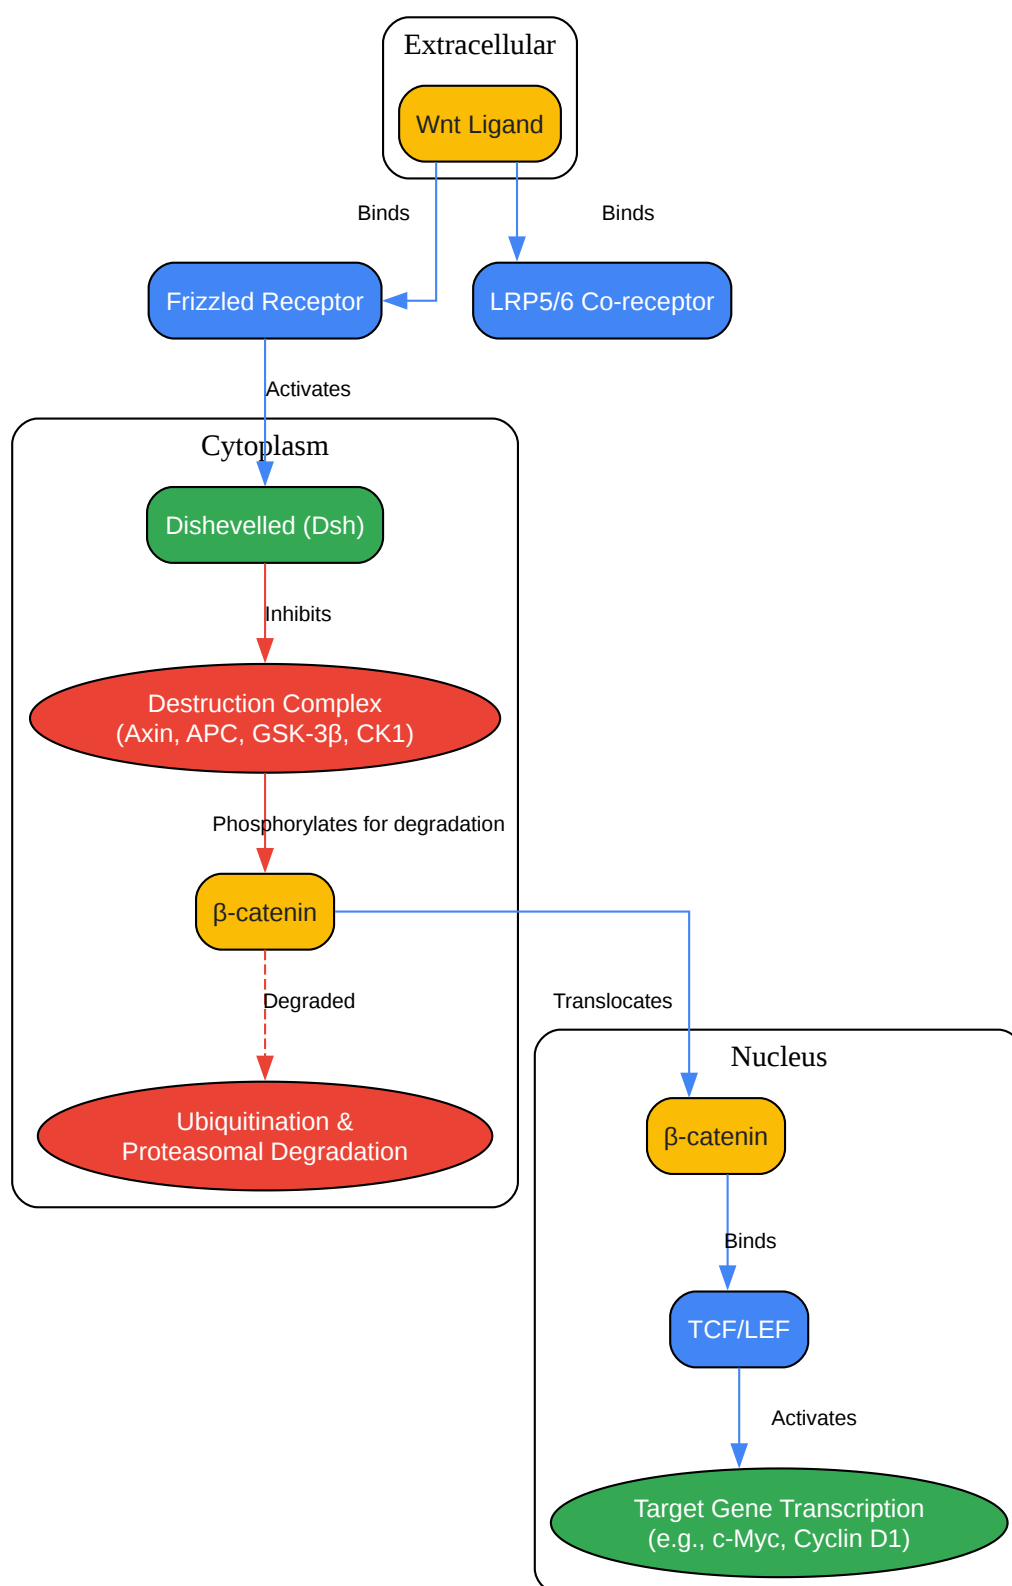 Extracellular
Wnt Ligand
Binds
Binds
Frizzled Receptor
LRP5/6 Co-receptor
Activates
Cytoplasm
Dishevelled (Dsh)
Inhibits
Destruction Complex
(Axin, APC, GSK-3β, CK1)
Phosphorylates for degradation
β-catenin
Degraded
Translocates
Ubiquitination &
Proteasomal Degradation
Nucleus
β-catenin
Binds
TCF/LEF
Activates
Target Gene Transcription
(e.g., c-Myc, Cyclin D1)